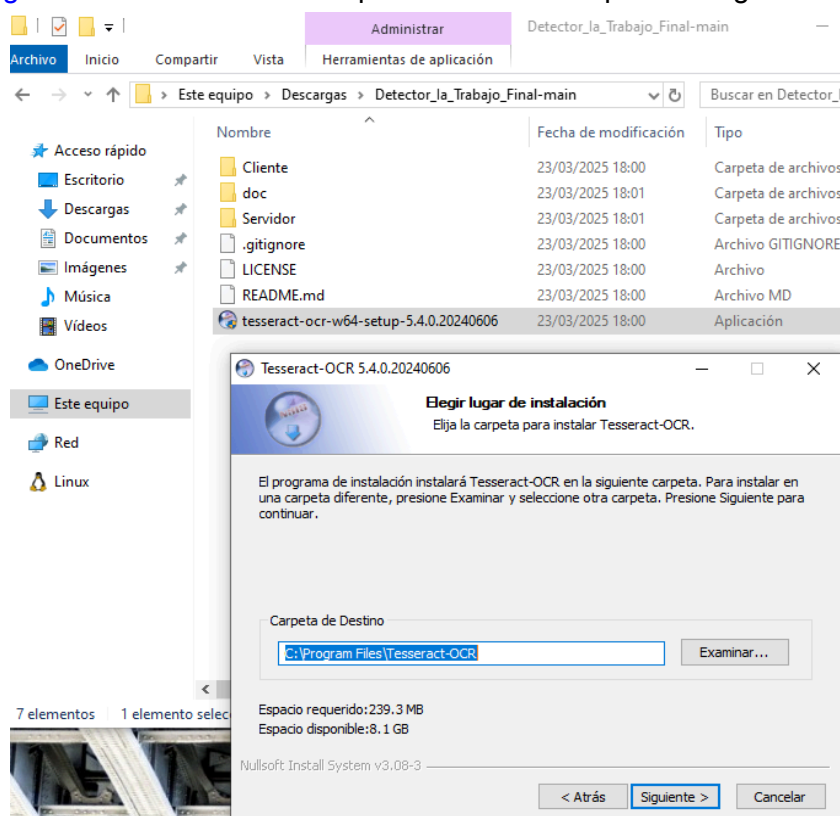 Administrar
Detector_la_Trabajo_Final-main
Archivo Inicio Compartir Vista Herramientas de aplicación
Este equipo > Descargas > Detector_la_Trabajo_Final-main
Buscar en Detector_
Nombre Fecha de modificación Tipo
Acceso rápido
Escritorio
Descargas
Documentos
Imágenes
Música
Vídeos
OneDrive
Este equipo
Red
Linux
Cliente 23/03/2025 18:00 Carpeta de archivos
doc 23/03/2025 18:01 Carpeta de archivos
Servidor 23/03/2025 18:01 Carpeta de archivos
.gitignore 23/03/2025 18:00 Archivo GITIGNORE
LICENSE 23/03/2025 18:00 Archivo
README.md 23/03/2025 18:00 Archivo MD
tesseract-ocr-w64-setup-5.4.0.20240606 23/03/2025 18:00 Aplicación
Tesseract-OCR 5.4.0.20240606
Elegir lugar de instalación
Elija la carpeta para instalar Tesseract-OCR.
El programa de instalación instalará Tesseract-OCR en la siguiente carpeta. Para instalar en
una carpeta diferente, presione Examinar y seleccione otra carpeta. Presione Siguiente para
continuar.
Carpeta de Destino
C:\Program Files\Tesseract-OCR
Examinar...
Espacio requerido:239.3 MB
Espacio disponible:8.1 GB
Nullsoft Install System v3.08-3
< Atrás Siguiente > Cancelar
7 elementos 1 elemento selec